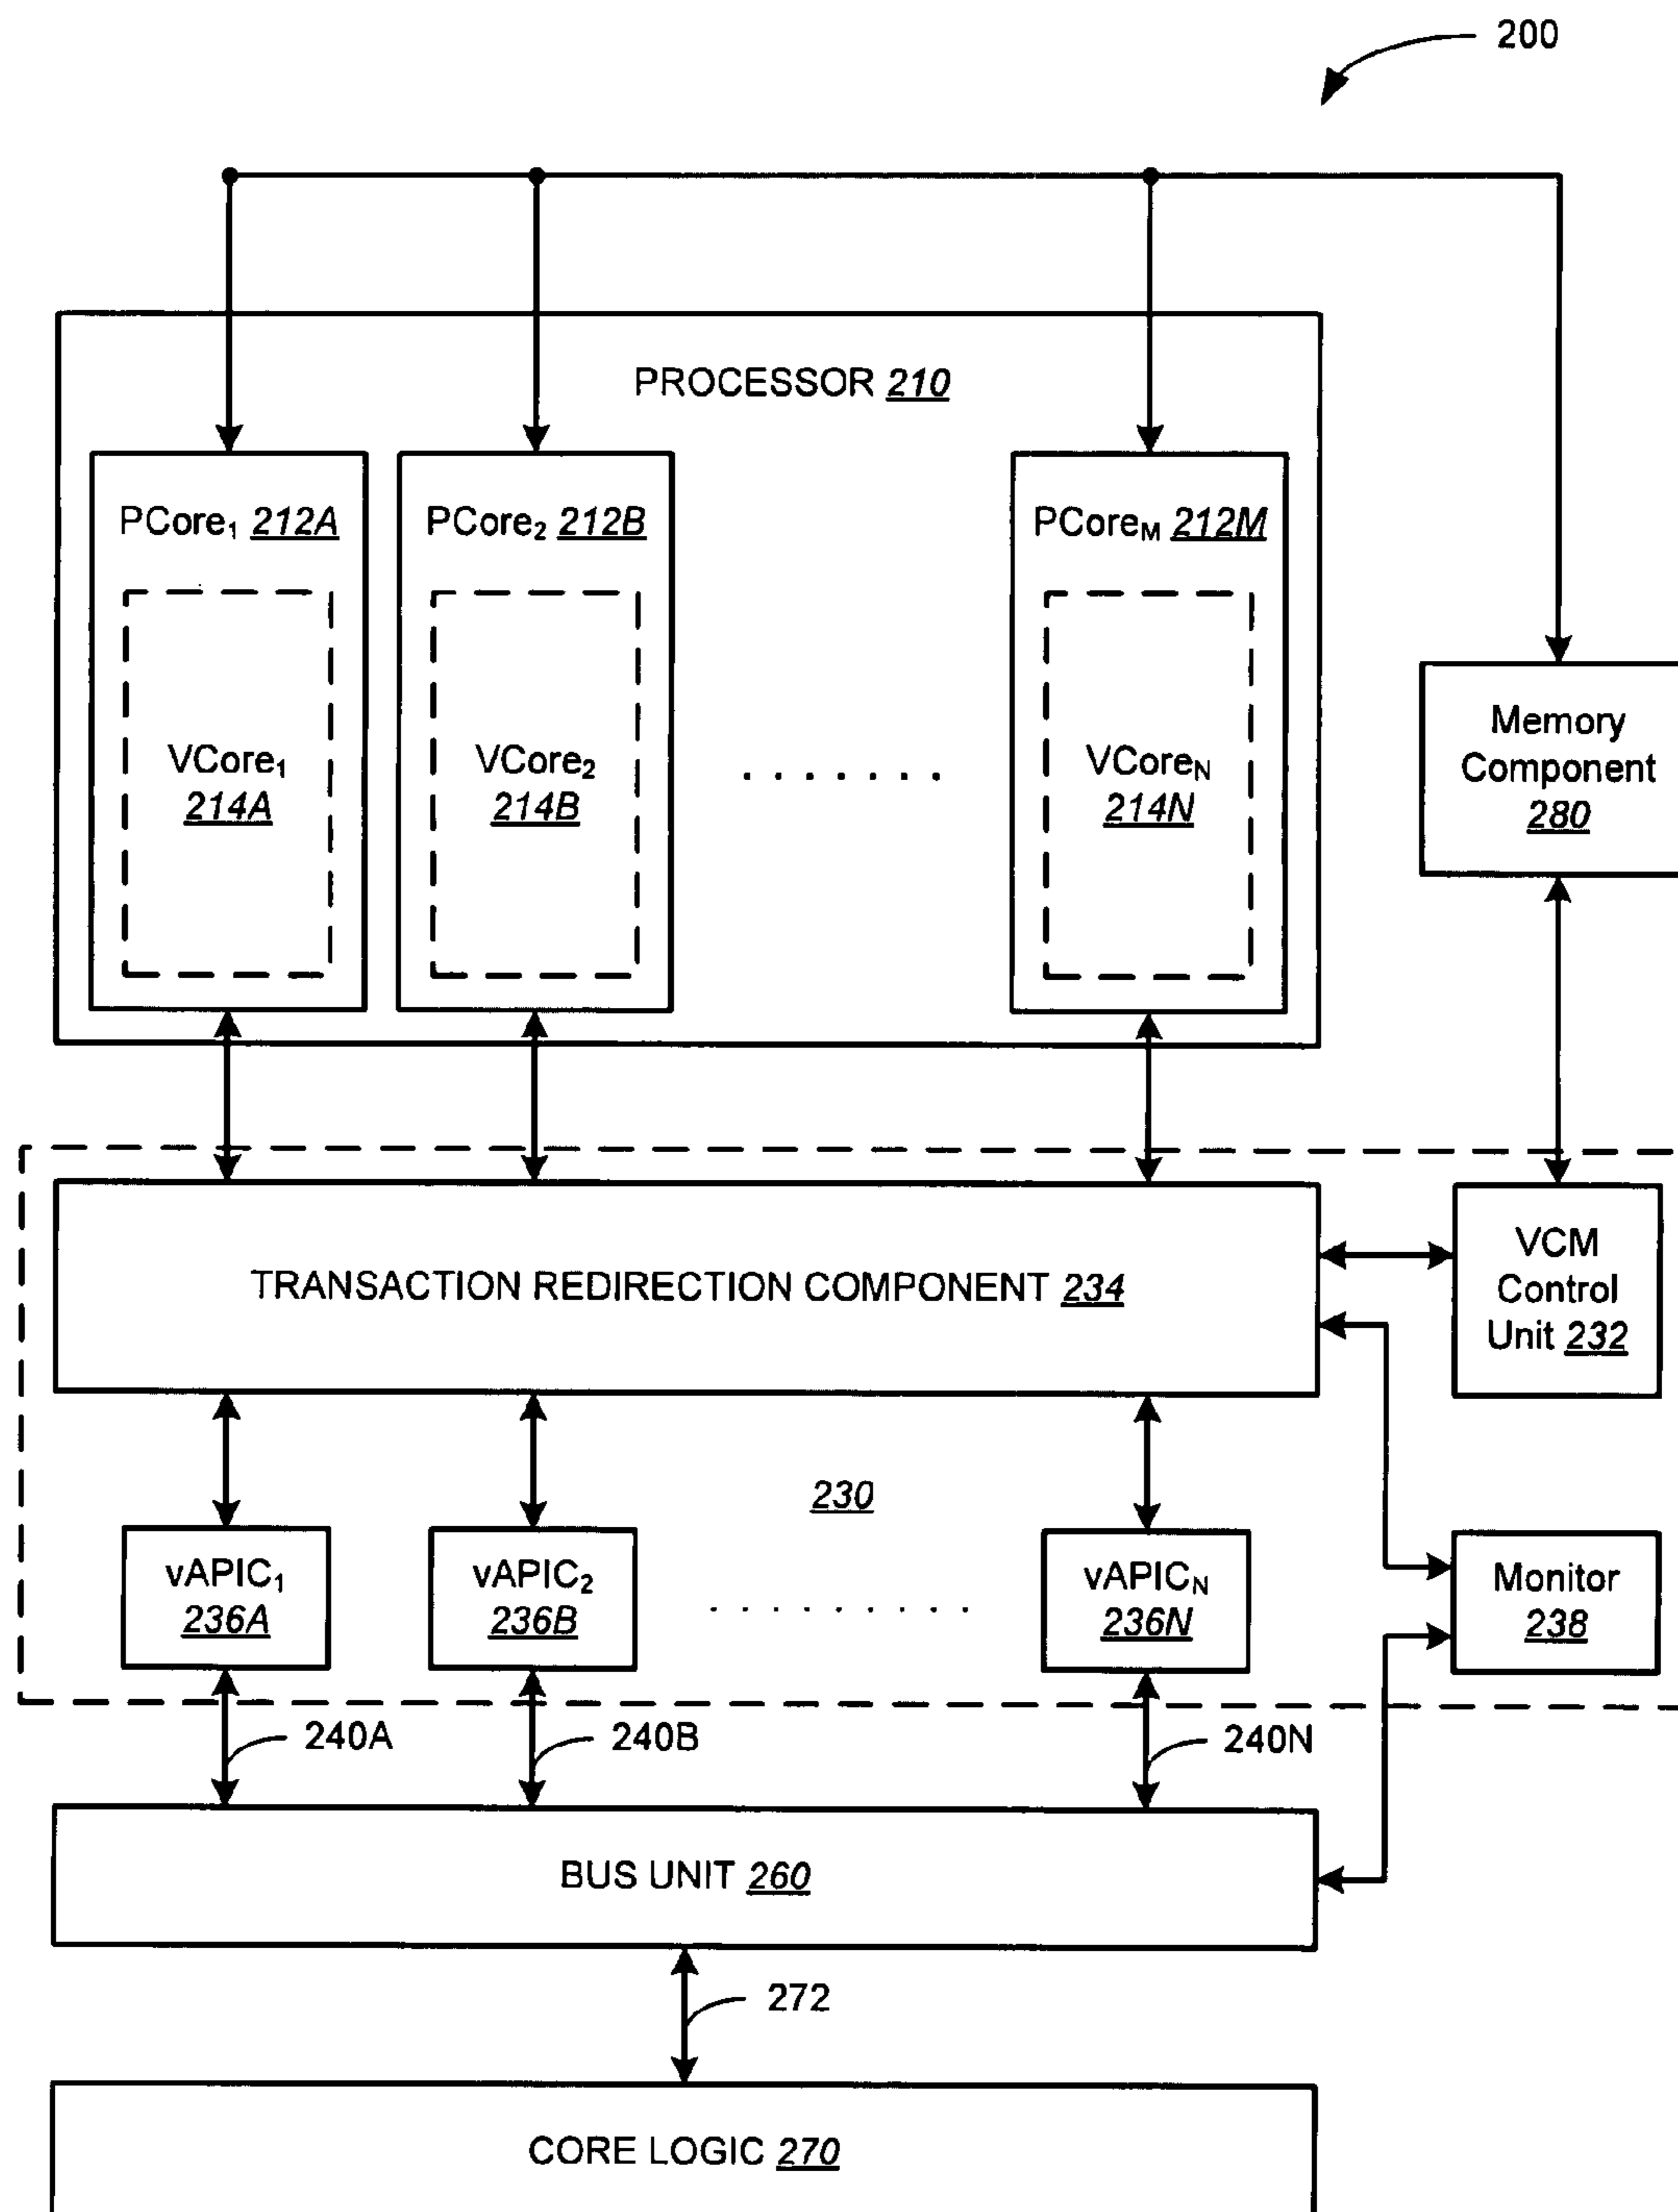 200
PROCESSOR 210
PCore₁ 212A
PCore₂ 212B
PCoreM 212M
VCore₁
214A
VCore₂
214B
. . . . . . .
VCoreN
214N
Memory
Component
280
TRANSACTION REDIRECTION COMPONENT 234
VCM
Control
Unit 232
230
vAPIC₁
236A
vAPIC₂
236B
. . . . . . . . .
vAPICN
236N
Monitor
238
240A
240B
240N
BUS UNIT 260
272
CORE LOGIC 270